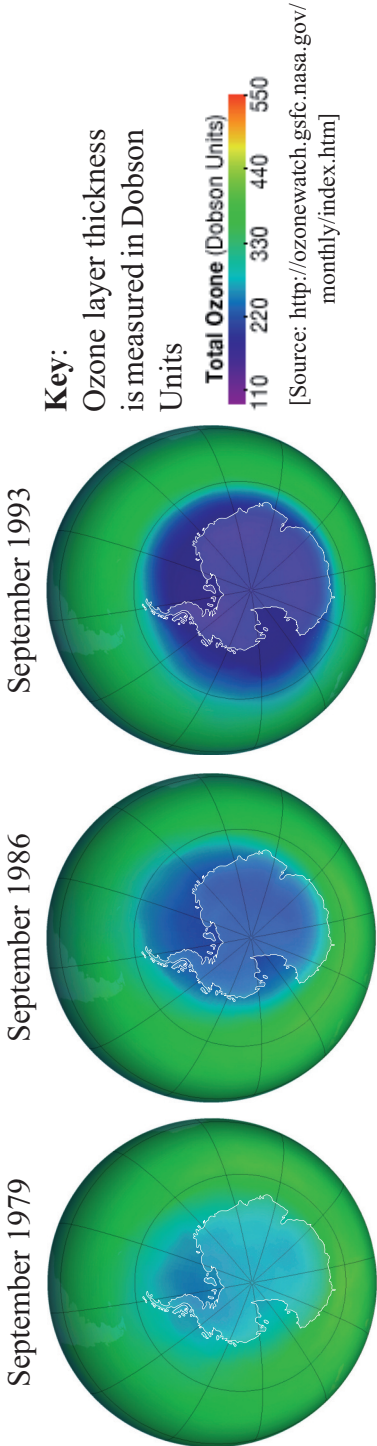 September 1979
September 1986
September 1993
Key:
Ozone layer thickness
is measured in Dobson
Units
Total Ozone (Dobson Units)
110 220 330 440 550
[Source: http://ozonewatch.gsfc.nasa.gov/
monthly/index.htm]